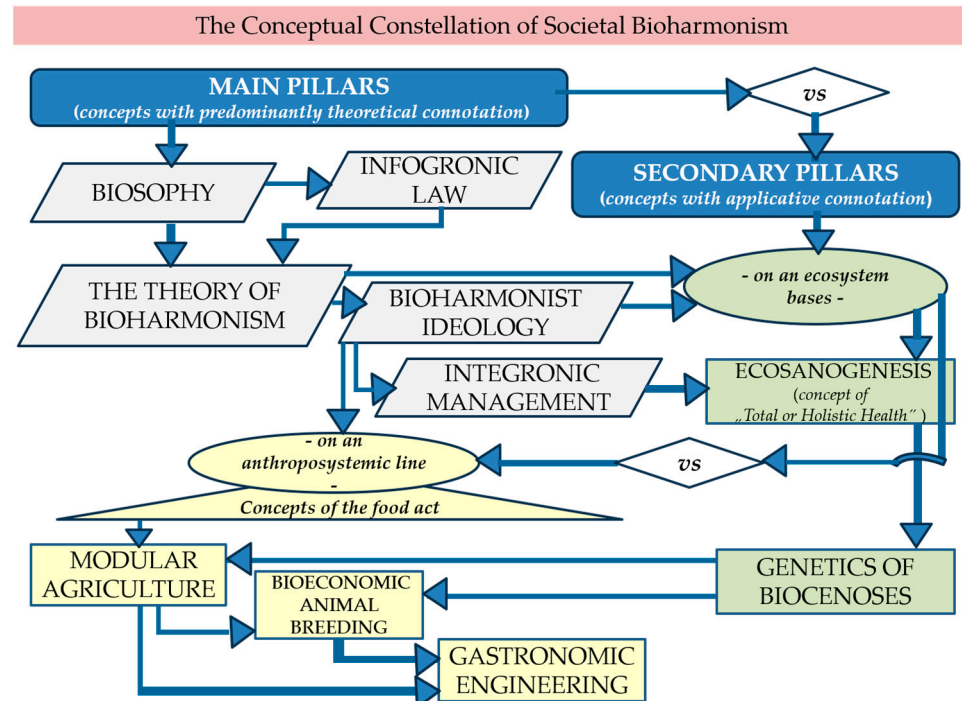 The Conceptual Constellation of Societal Bioharmonism
MAIN PILLARS
(concepts with predominantly theoretical connotation)
vs
BIOSOPHY
INFOGRONIC
LAW
SECONDARY PILLARS
(concepts with applicative connotation)
THE THEORY OF
BIOHARMONISM
BIOHARMONIST
IDEOLOGY
- on an ecosystem
bases -
INTEGRONIC
MANAGEMENT
ECOSANOGENESIS
(concept of
„Total or Holistic Health” )
- on an
anthroposystemic line
-
Concepts of the food act
vs
MODULAR
AGRICULTURE
BIOECONOMIC
ANIMAL
BREEDING
GENETICS OF
BIOCENOSES
GASTRONOMIC
ENGINEERING